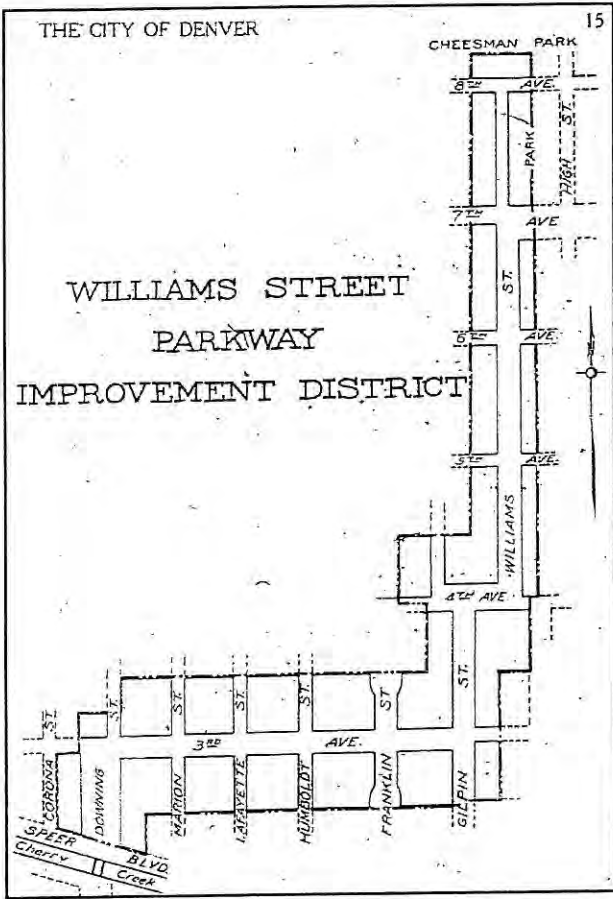 THE CITY OF DENVER
15
CHEESMAN PARK
8TH AVE.
PARK
HIGH ST.
7TH AVE
ST.
WILLIAMS STREET
PARKWAY
IMPROVEMENT DISTRICT
6TH AVE.
5TH AVE.
WILLIAMS
4TH AVE.
ST.
ST.
ST.
ST.
ST.
ST
ST.
3RD AVE.
CORONA
DOWNING
MARION
LAFAYETTE
HUMBOLDT
FRANKLIN
GILPIN
SPEER BLVD.
Cherry Creek